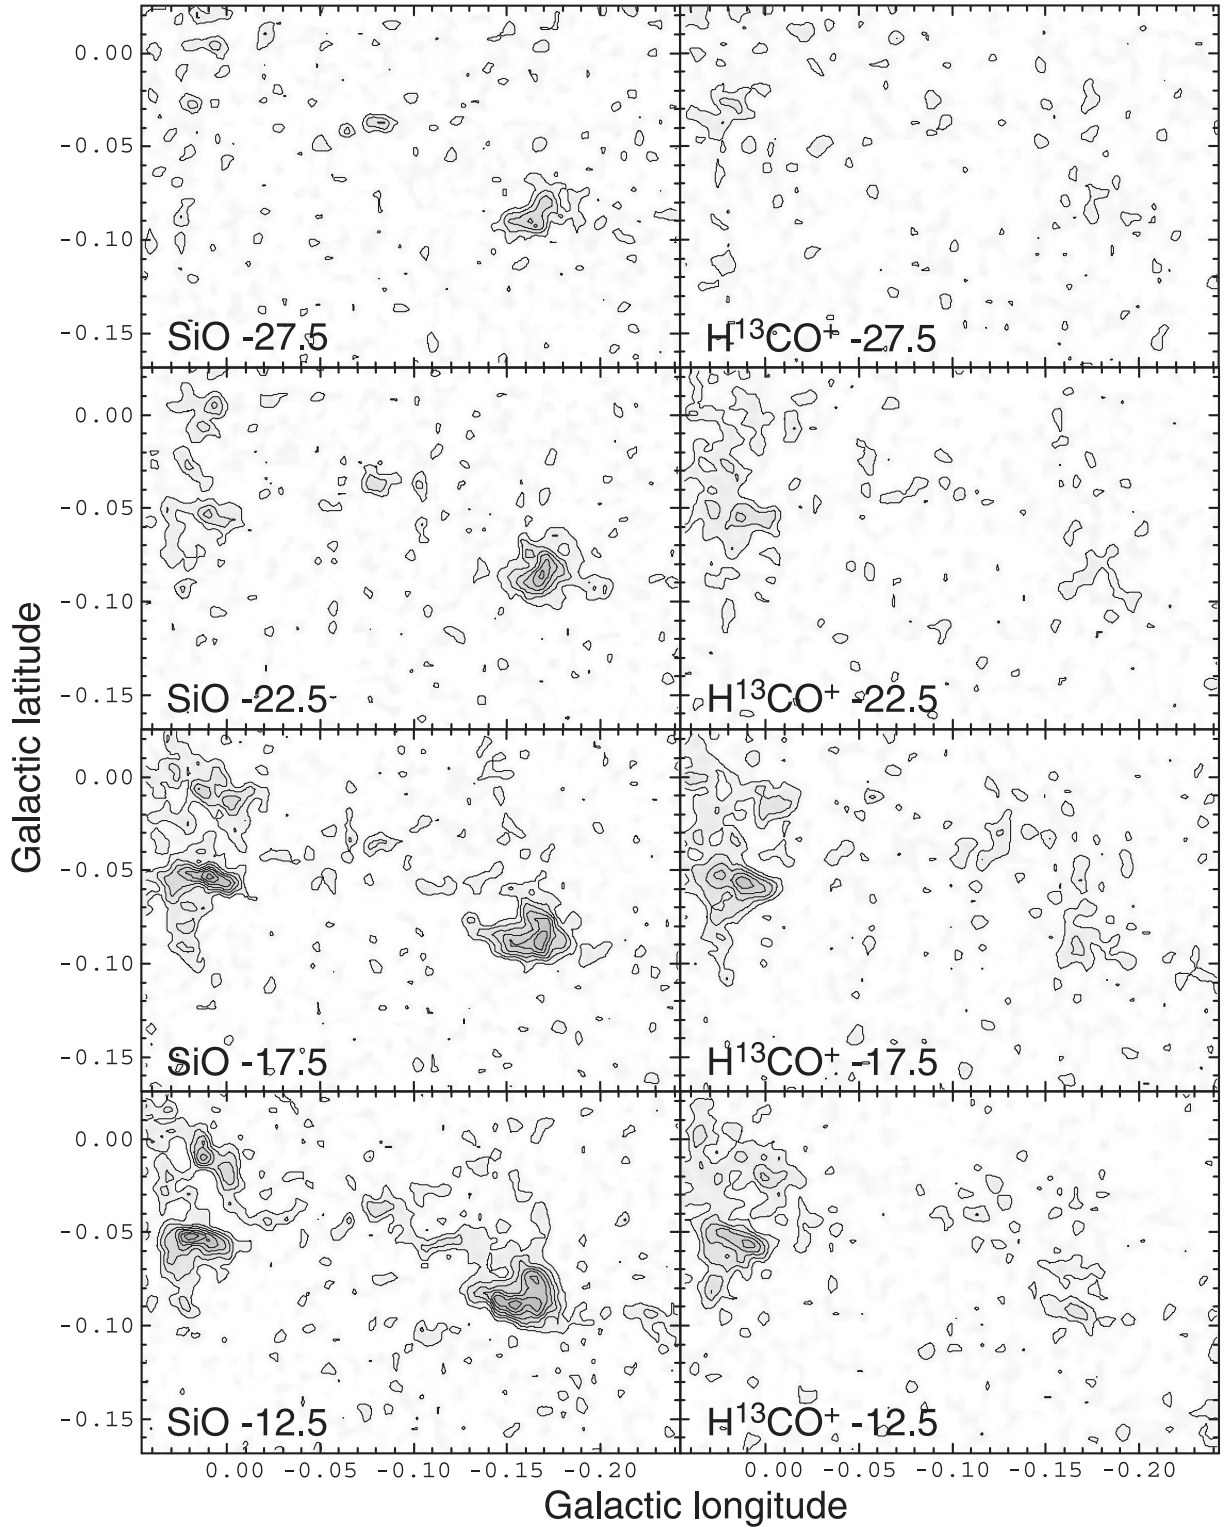 0.00
-0.05
-0.10
-0.15
SiO -27.5
H¹³CO⁺ -27.5
0.00
-0.05
-0.10
-0.15
SiO -22.5
H¹³CO⁺ -22.5
0.00
-0.05
-0.10
-0.15
SiO -17.5
H¹³CO⁺ -17.5
0.00
-0.05
-0.10
-0.15
SiO -12.5
H¹³CO⁺ -12.5
Galactic latitude
0.00 -0.05 -0.10 -0.15 -0.20
0.00 -0.05 -0.10 -0.15 -0.20
Galactic longitude